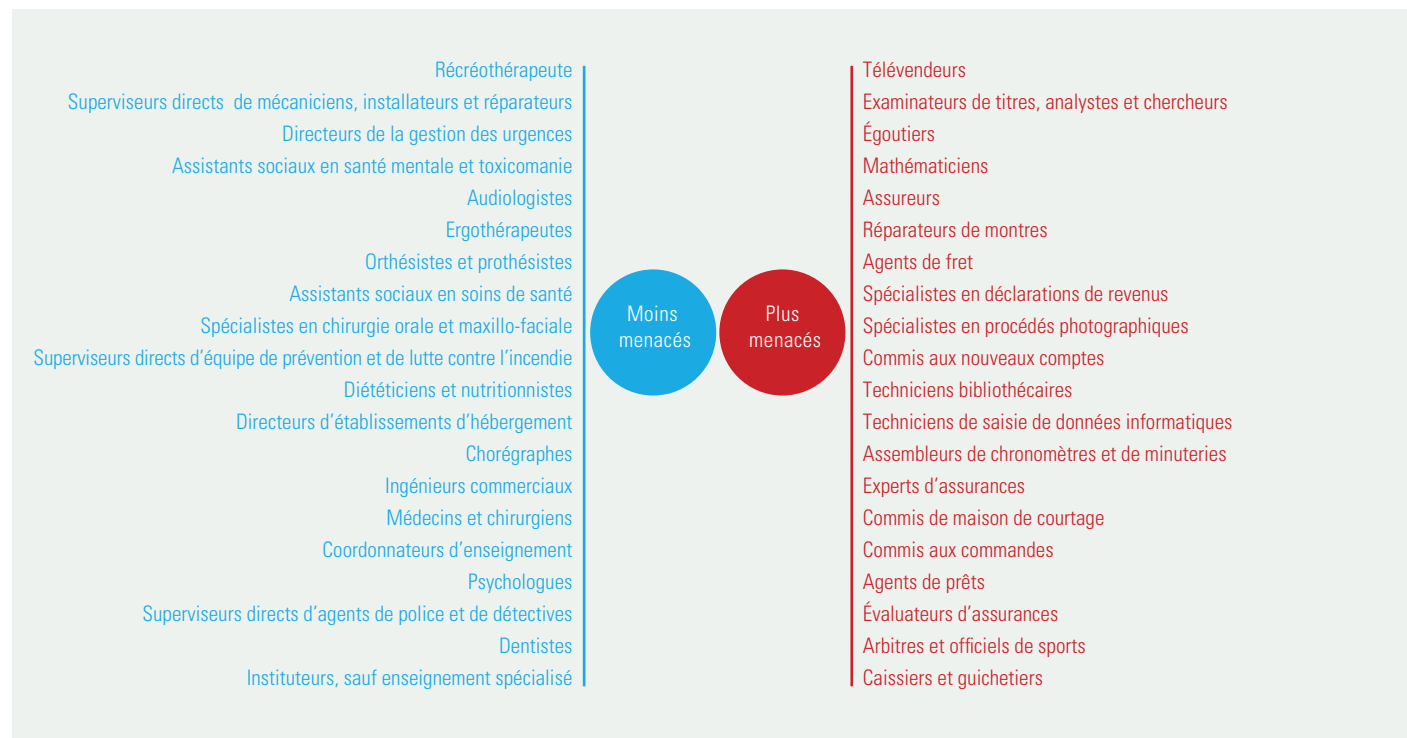 Récréothérapeute
Superviseurs directs  de mécaniciens, installateurs et réparateurs
Directeurs de la gestion des urgences
Assistants sociaux en santé mentale et toxicomanie
Audiologistes
Ergothérapeutes
Orthésistes et prothésistes
Assistants sociaux en soins de santé
Spécialistes en chirurgie orale et maxillo-faciale
Superviseurs directs d’équipe de prévention et de lutte contre l’incendie
Diététiciens et nutritionnistes
Directeurs d’établissements d’hébergement
Chorégraphes
Ingénieurs commerciaux
Médecins et chirurgiens
Coordonnateurs d’enseignement
Psychologues
Superviseurs directs d’agents de police et de détectives
Dentistes
Instituteurs, sauf enseignement spécialisé
Moins
menacés
Plus
menacés
Télévendeurs
Examinateurs de titres, analystes et chercheurs
Égoutiers
Mathématiciens
Assureurs
Réparateurs de montres
Agents de fret
Spécialistes en déclarations de revenus
Spécialistes en procédés photographiques
Commis aux nouveaux comptes
Techniciens bibliothécaires
Techniciens de saisie de données informatiques
Assembleurs de chronomètres et de minuteries
Experts d’assurances
Commis de maison de courtage
Commis aux commandes
Agents de prêts
Évaluateurs d’assurances
Arbitres et officiels de sports
Caissiers et guichetiers